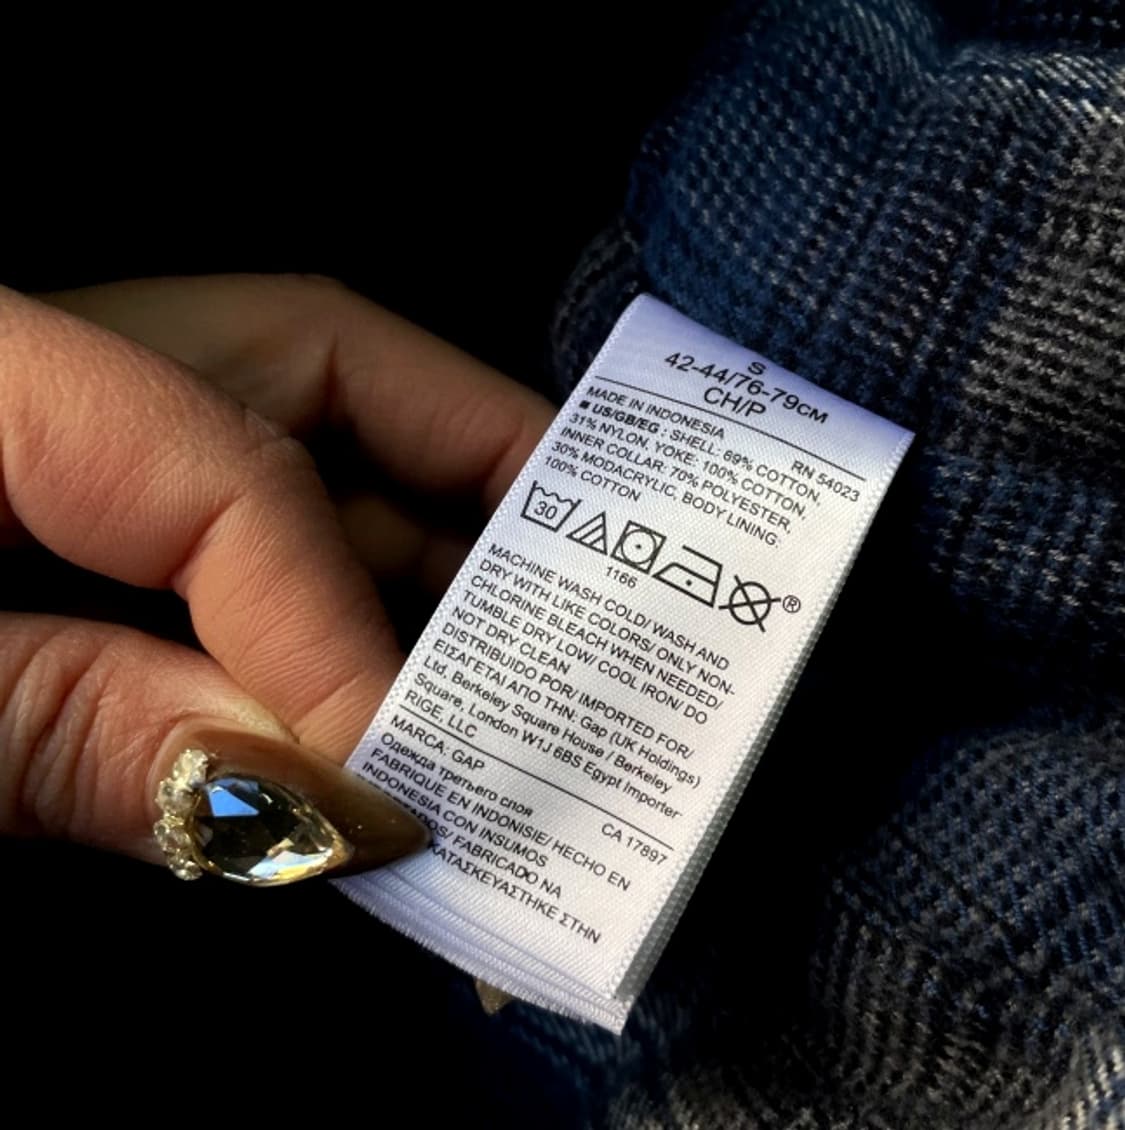 S
42-44/76-79см
CH/P
RN 54023
MADE IN INDONESIA
■ US/GB/EG : SHELL: 69% COTTON,
31% NYLON, YOKE: 100% COTTON,
INNER COLLAR: 70% POLYESTER,
30% MODACRYLIC, BODY LINING:
100% COTTON
30
®
1166
MACHINE WASH COLD/ WASH AND
DRY WITH LIKE COLORS/ ONLY NON-
CHLORINE BLEACH WHEN NEEDED/
TUMBLE DRY LOW/ COOL IRON/ DO
NOT DRY CLEAN
DISTRIBUIDO POR/ IMPORTED FOR/
ΕΙΣΑΓΕΤΑΙ ΑΠΟ ΤΗΝ: Gap (UK Holdings)
Ltd, Berkeley Square House / Berkeley
Square, London W1J 6BS Egypt Importer
RIGE, LLC
CA 17897
MARCA: GAP
Одежда третьего слоя
FABRIQUE EN INDONISIE/ HECHO EN
INDONESIA CON INSUMOS
FABRICADO NA
ΚΑΤΑΣΚΕΥΑΣΤΗΚΕ ΣΤΗΝ